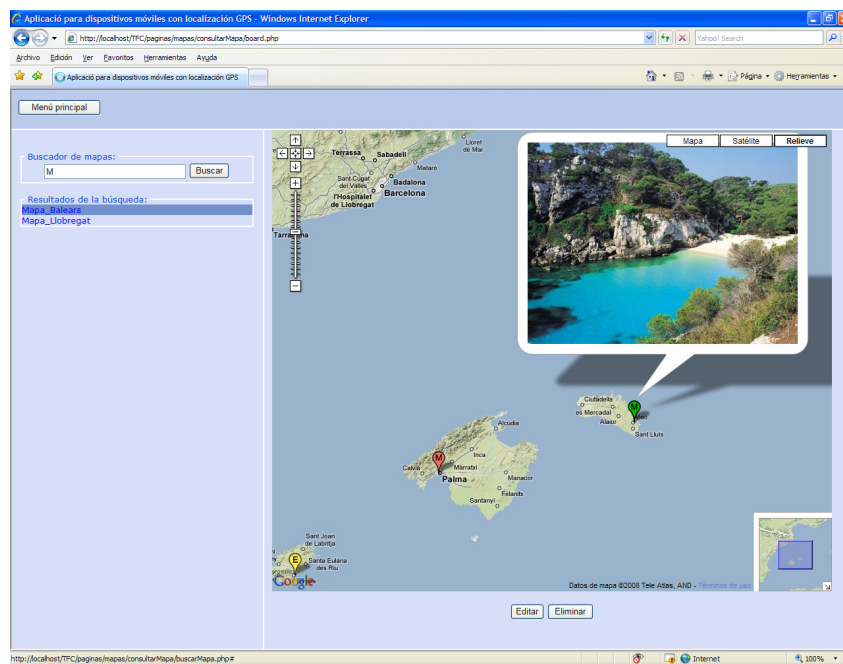 Aplicació para dispositivos móviles con localización GPS - Windows Internet Explorer
http://localhost/TFC/paginas/mapas/consultarMapa/board.php
Yahoo! Search
Archivo Edición Ver Favoritos Herramientas Ayuda
Aplicació para dispositivos móviles con localización GPS
Página Herramientas
Menú principal
Buscador de mapas:
M Buscar
Resultados de la búsqueda:
Mapa_Balears
Mapa_Llobregat
Mapa Satélite Relieve
Lloret
de Mar
Terrassa
Sabadell
Mataró
Sant Cugat
del Vallès
Badalona
Barcelona
l'Hospitalet
de Llobregat
Ciutadella
es Mercadal
M
Alaior
Sant Lluís
Alcúdia
Inca
M
Calvià
Marratxí
Palma
Manacor
Felanitx
Santanyí
Sant Joan
de Labritja
E
Santa Eulària
des Riu
Google
Datos de mapa ©2008 Tele Atlas, AND - Términos de uso
Editar Eliminar
http://localhost/TFC/paginas/mapas/consultarMapa/buscarMapa.php#
Internet
100%